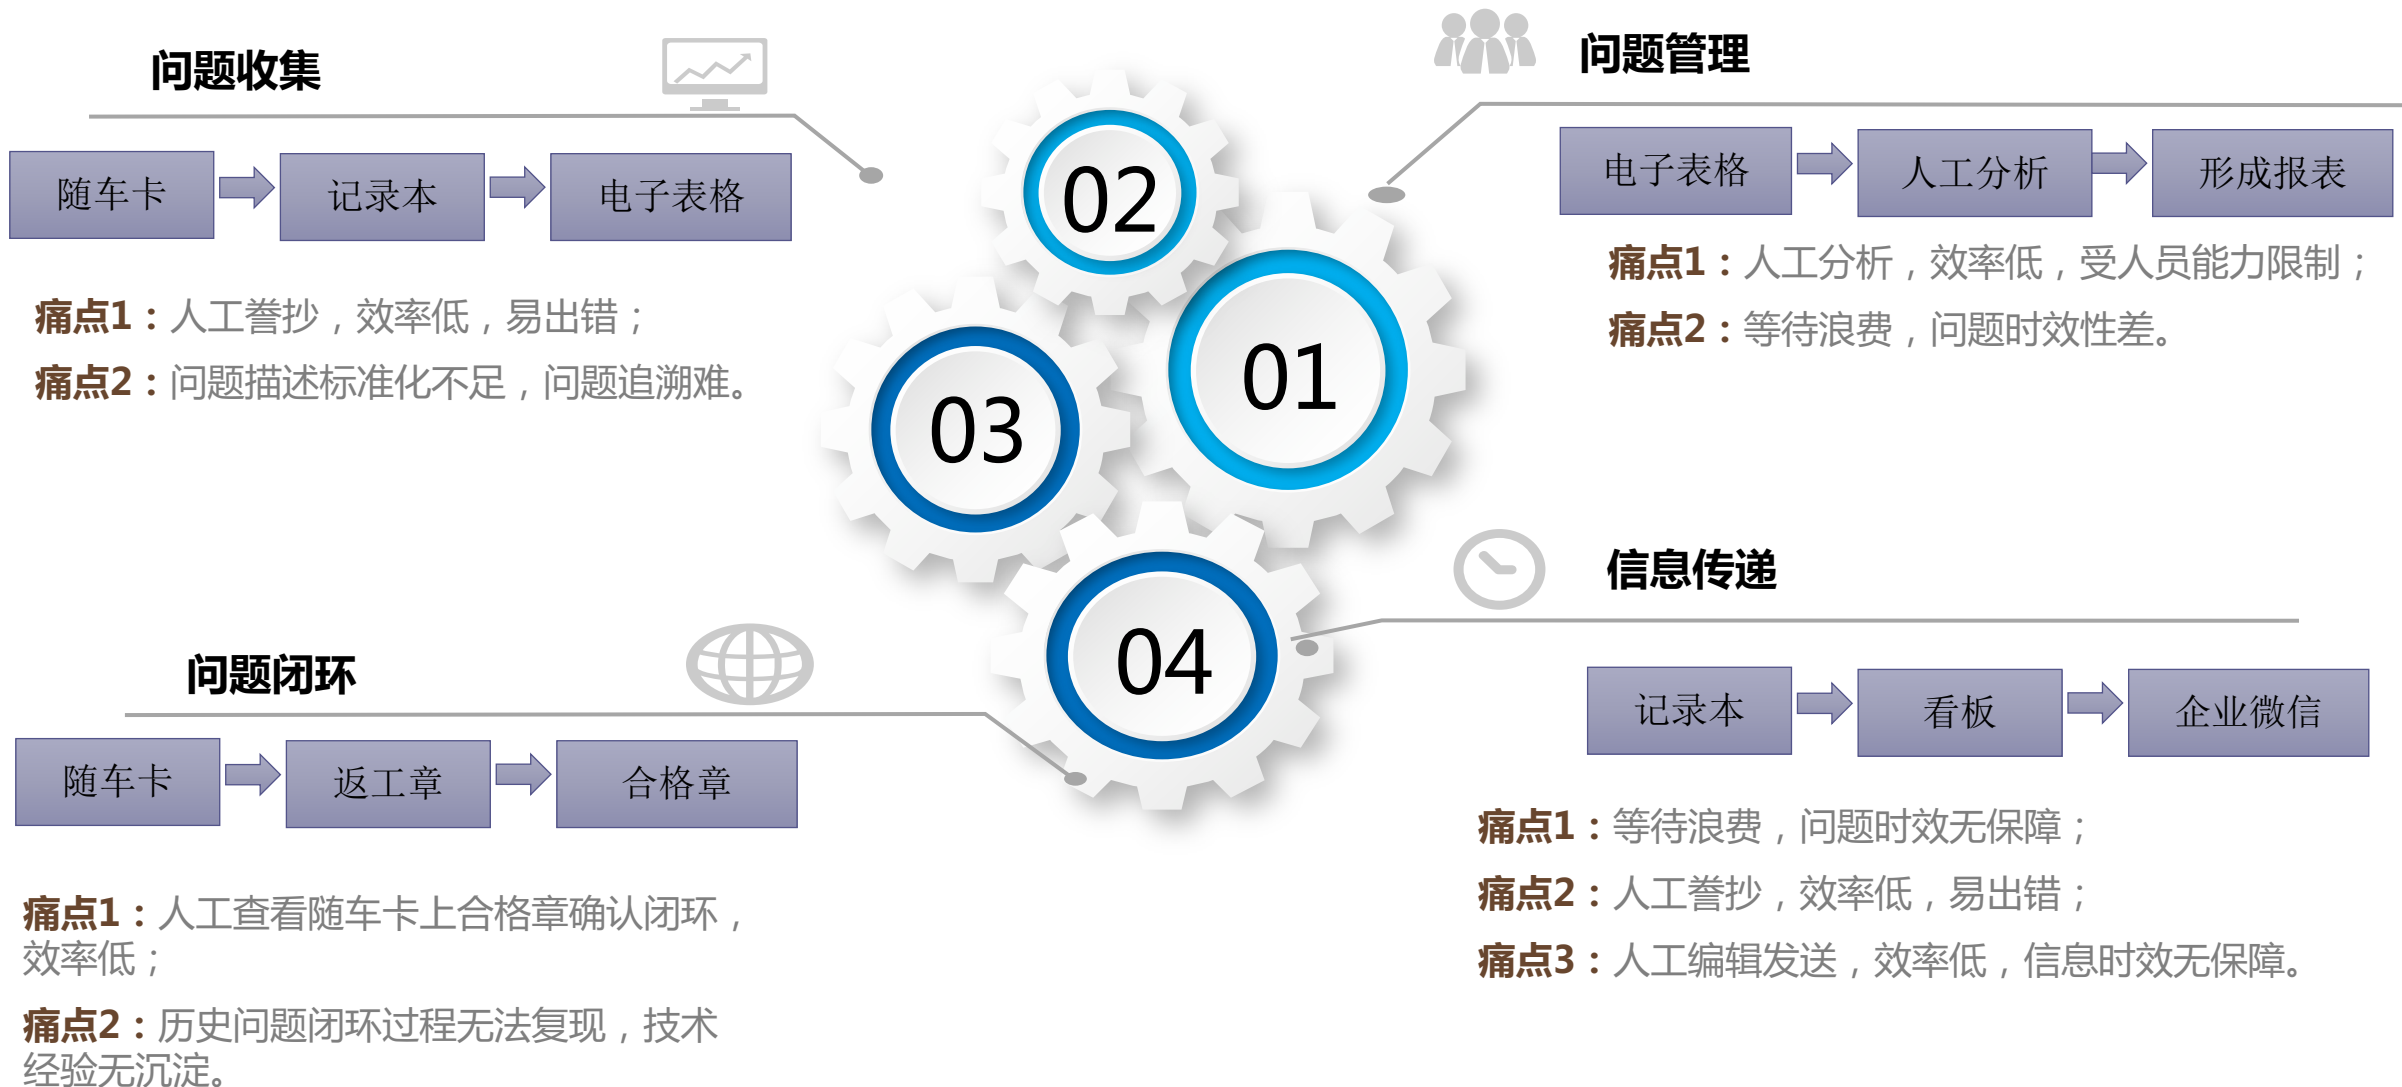 问题收集
随车卡
记录本
电子表格
痛点1：人工誊抄，效率低，易出错；
痛点2：问题描述标准化不足，问题追溯难。
问题管理
电子表格
人工分析
形成报表
痛点1：人工分析，效率低，受人员能力限制；
痛点2：等待浪费，问题时效性差。
02
01
03
04
问题闭环
随车卡
返工章
合格章
痛点1：人工查看随车卡上合格章确认闭环，
效率低；
痛点2：历史问题闭环过程无法复现，技术
经验无沉淀。
信息传递
记录本
看板
企业微信
痛点1：等待浪费，问题时效无保障；
痛点2：人工誊抄，效率低，易出错；
痛点3：人工编辑发送，效率低，信息时效无保障。